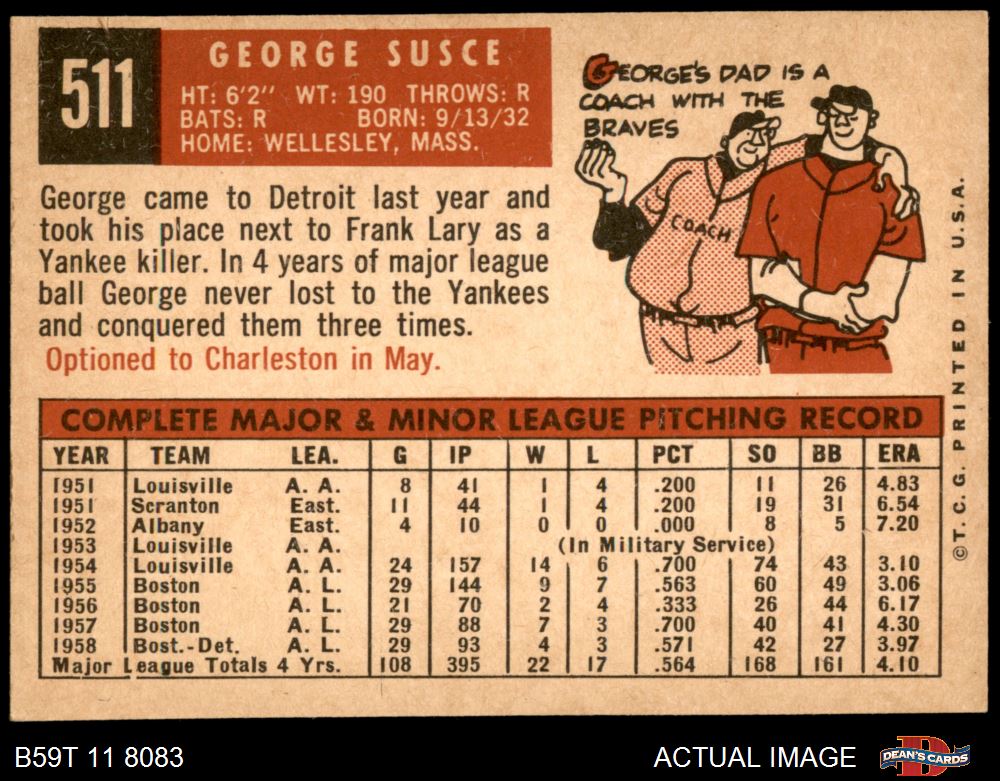 511
GEORGE SUSCE
HT: 6'2" WT: 190 THROWS: R
BATS: R BORN: 9/13/32
HOME: WELLESLEY, MASS.
GEORGE'S DAD IS A
COACH WITH THE
BRAVES
COACH
George came to Detroit last year and
took his place next to Frank Lary as a
Yankee killer. In 4 years of major league
ball George never lost to the Yankees
and conquered them three times.
Optioned to Charleston in May.
COMPLETE MAJOR & MINOR LEAGUE PITCHING RECORD
YEAR TEAM LEA. G IP W L PCT SO BB ERA
1951 Louisville A. A. 8 41 1 4 .200 11 26 4.83
1951 Scranton East. 11 44 1 4 .200 19 31 6.54
1952 Albany East. 4 10 0 0 .000 8 5 7.20
1953 Louisville A. A. (In Military Service)
1954 Louisville A. A. 24 157 14 6 .700 74 43 3.10
1955 Boston A. L. 29 144 9 7 .563 60 49 3.06
1956 Boston A. L. 21 70 2 4 .333 26 44 6.17
1957 Boston A. L. 29 88 7 3 .700 40 41 4.30
1958 Bost.-Det. A. L. 29 93 4 3 .571 42 27 3.97
Major League Totals 4 Yrs. 108 395 22 17 .564 168 161 4.10
©T. C. G. PRINTED IN U.S.A.
B59T 11 8083
ACTUAL IMAGE
DEAN'S CARDS